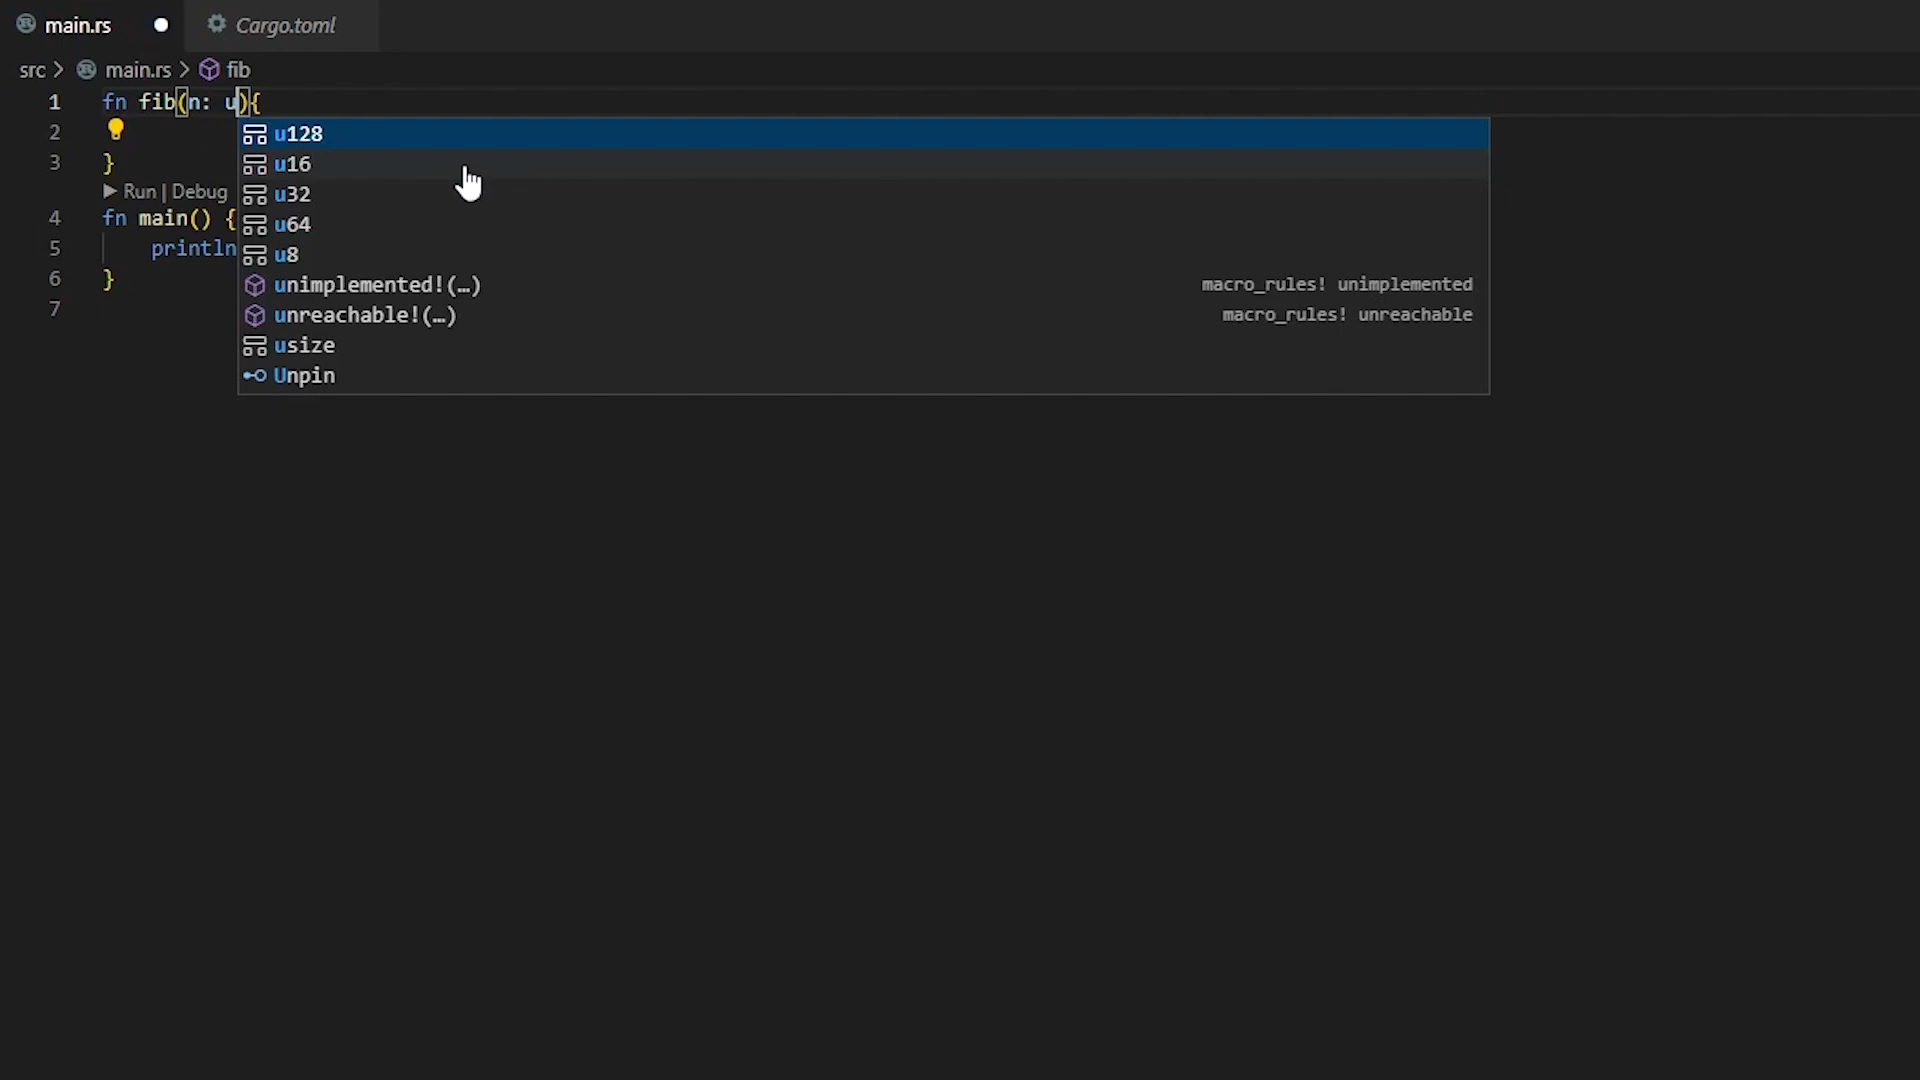 main.rs Cargo.toml
src > main.rs > fib
1 fn fib(n: u){
2
3 }
Run | Debug
4 fn main() {
5 println
6 }
7
u128
u16
u32
u64
u8
unimplemented!(…) macro_rules! unimplemented
unreachable!(…) macro_rules! unreachable
usize
Unpin